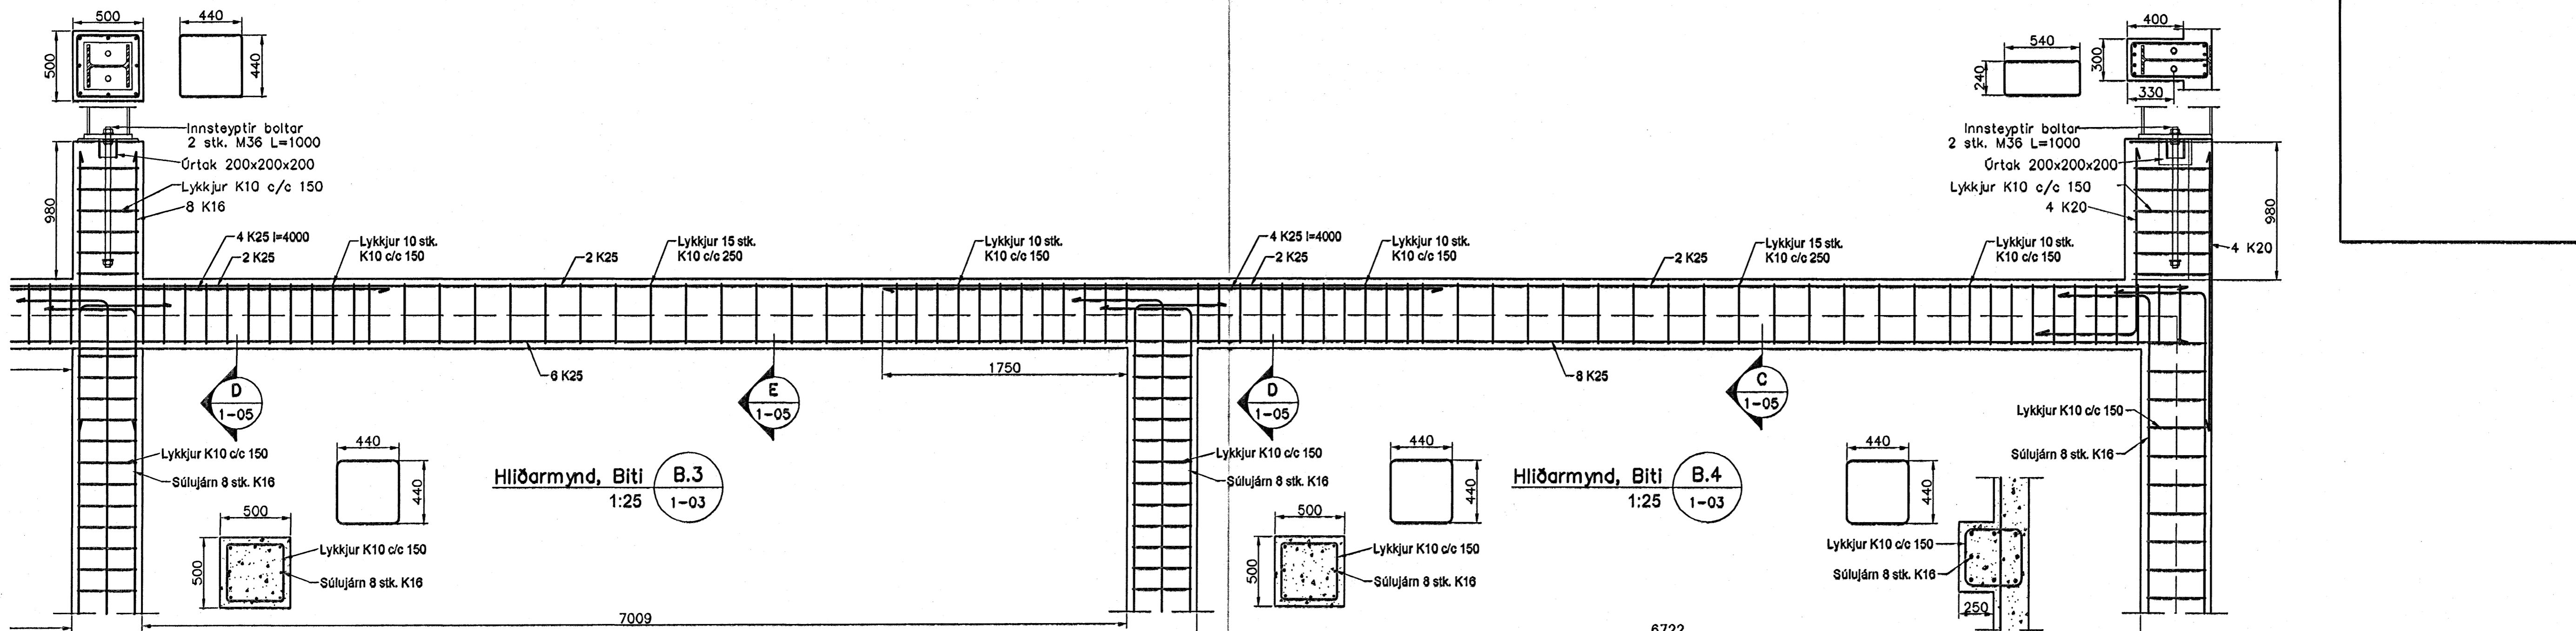 500
440
500
440
Innsteyptir boltar
2 stk. M36 L=1000
Úrtak 200x200x200
Lykkjur K10 c/c 150
8 K16
980
4 K25 l=4000
2 K25
Lykkjur 10 stk.
K10 c/c 150
2 K25
Lykkjur 15 stk.
K10 c/c 250
Lykkjur 10 stk.
K10 c/c 150
4 K25 l=4000
2 K25
Lykkjur 10 stk.
K10 c/c 150
2 K25
Lykkjur 15 stk.
K10 c/c 250
Lykkjur 10 stk.
K10 c/c 150
400
540
300
240
330
Innsteyptir boltar
2 stk. M36 L=1000
Úrtak 200x200x200
Lykkjur K10 c/c 150
4 K20
980
4 K20
D
1-05
6 K25
E
1-05
1750
D
1-05
8 K25
C
1-05
Lykkjur K10 c/c 150
Súlujárn 8 stk. K16
440
440
Hliðarmynd, Biti
1:25
B.3
1-03
Lykkjur K10 c/c 150
Súlujárn 8 stk. K16
440
440
Hliðarmynd, Biti
1:25
B.4
1-03
440
440
Lykkjur K10 c/c 150
Súlujárn 8 stk. K16
500
500
Lykkjur K10 c/c 150
Súlujárn 8 stk. K16
500
500
Lykkjur K10 c/c 150
Súlujárn 8 stk. K16
Lykkjur K10 c/c 150
Súlujárn 8 stk. K16
250
7009
6722